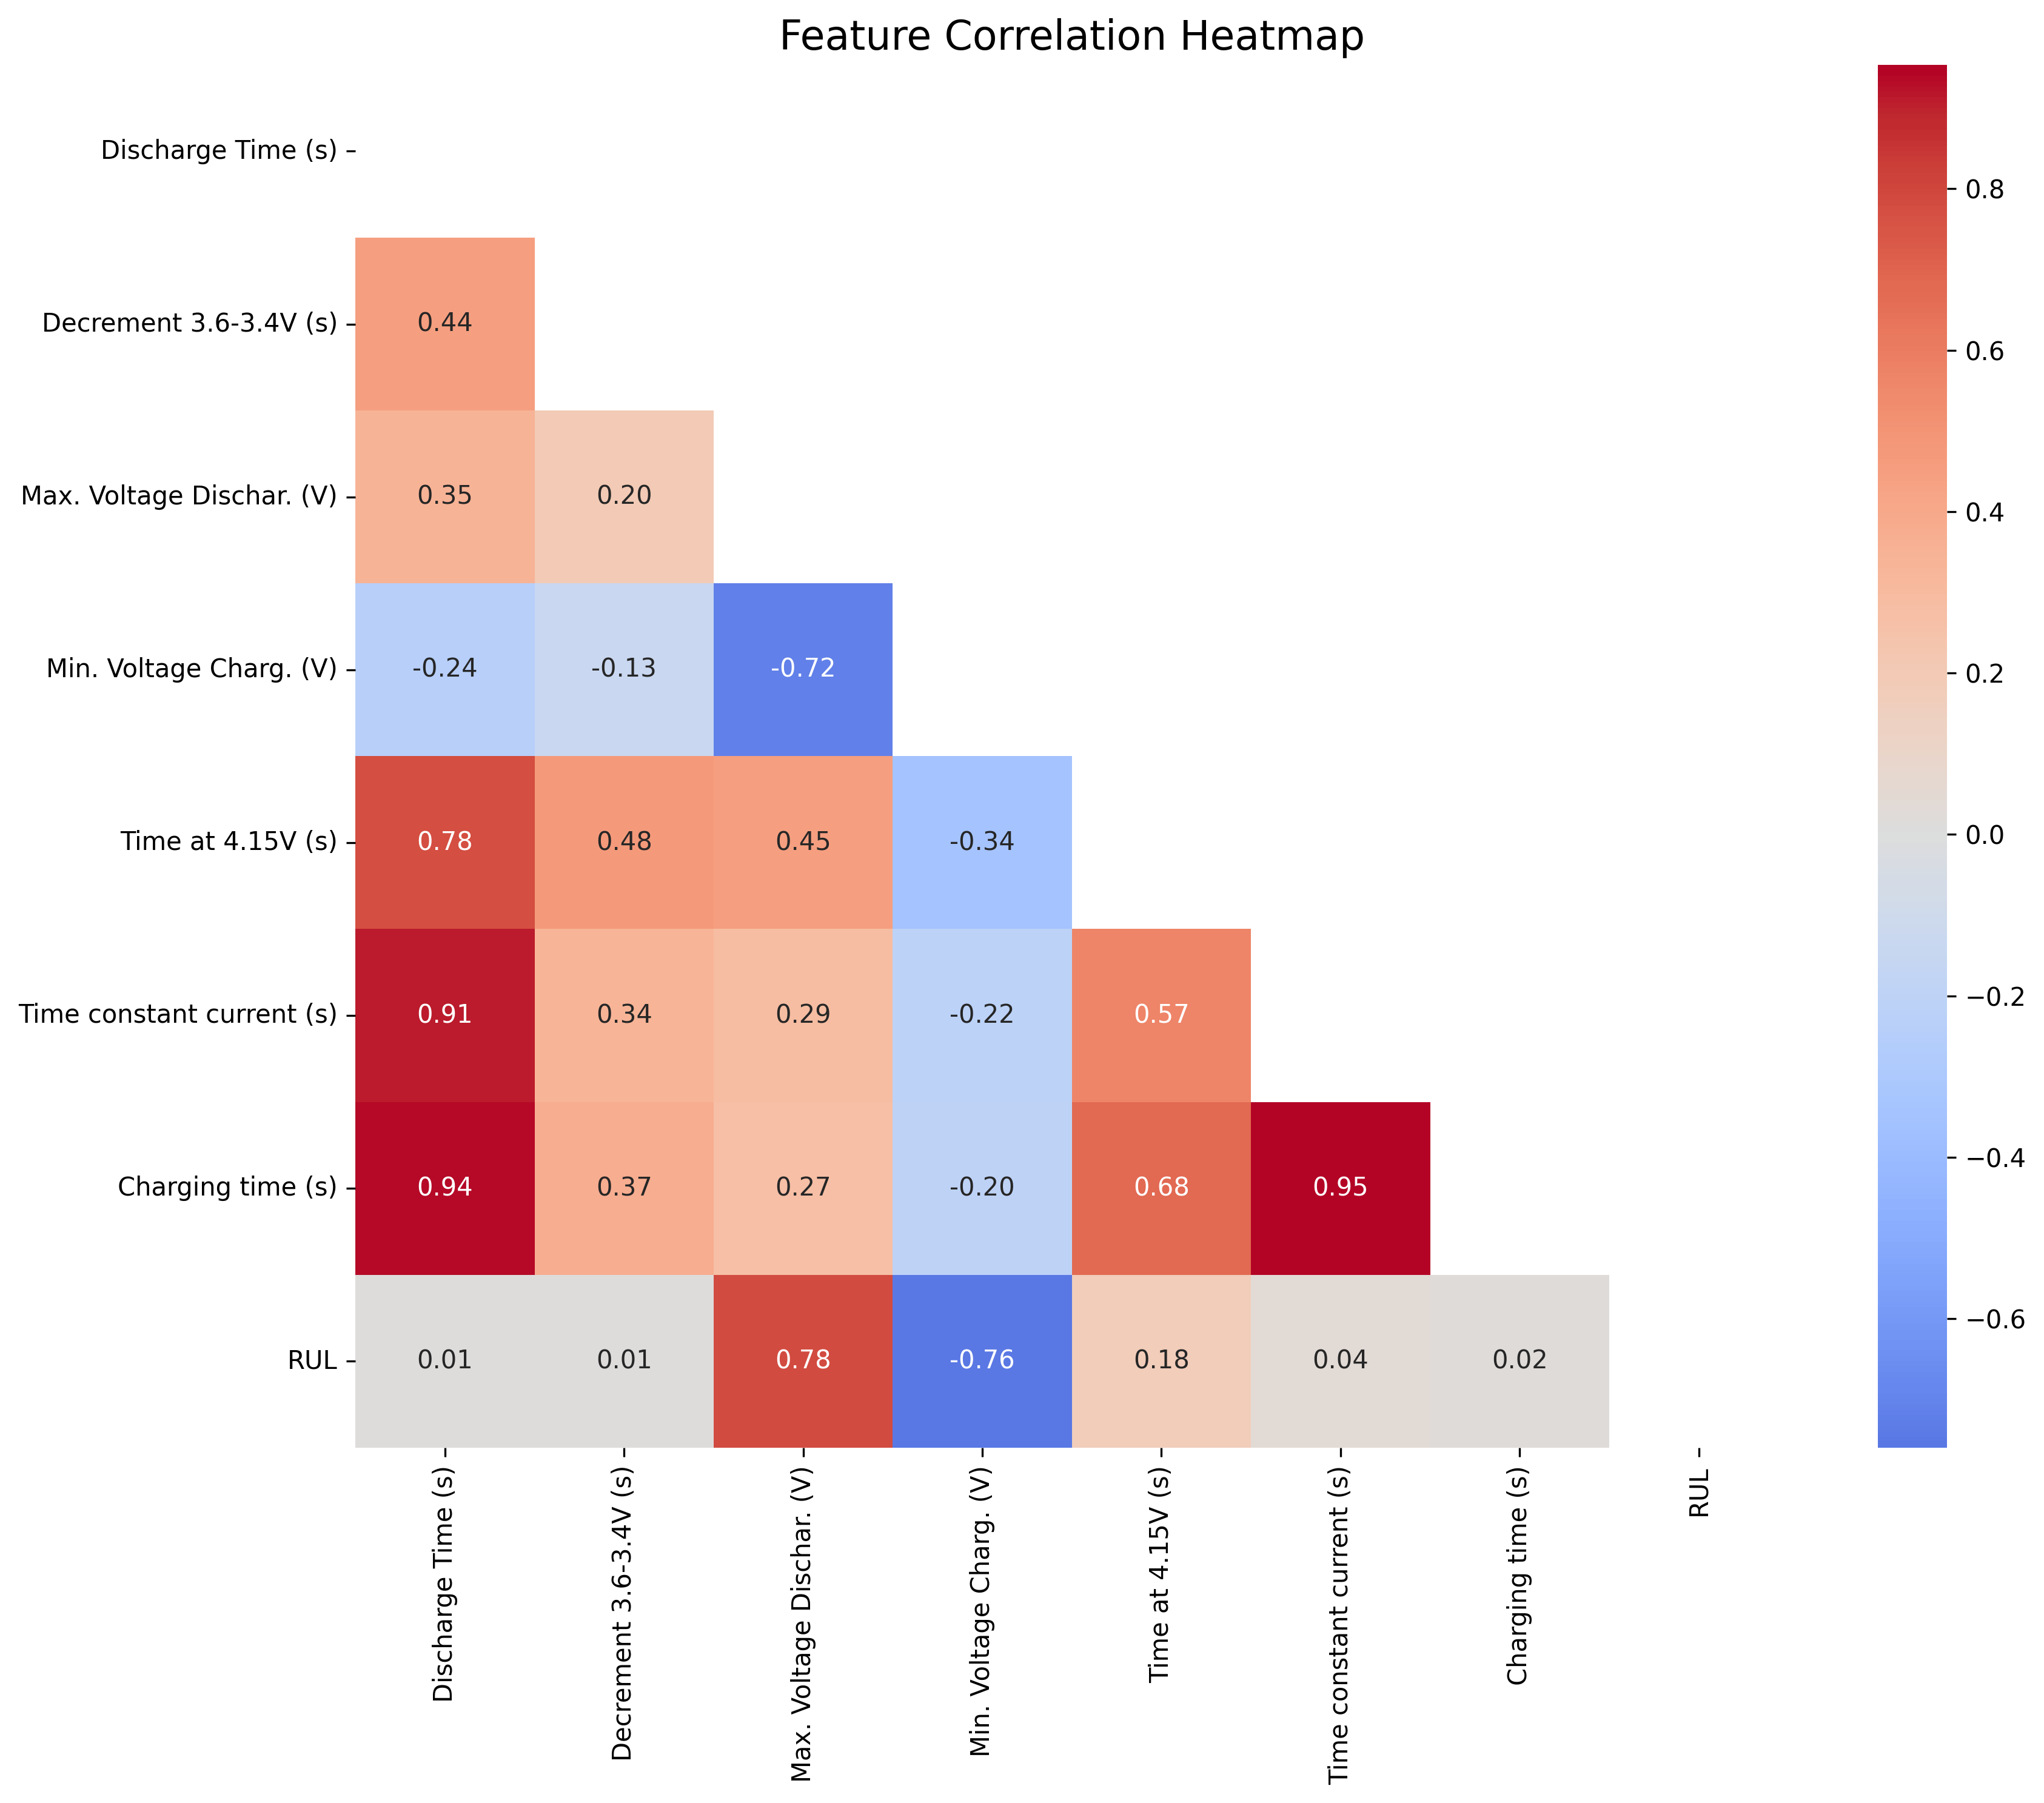 Feature Correlation Heatmap
Discharge Time (s)
Decrement 3.6-3.4V (s)
0.44
Max. Voltage Dischar. (V)
0.35 0.20
Min. Voltage Charg. (V)
-0.24 -0.13 -0.72
Time at 4.15V (s)
0.78 0.48 0.45 -0.34
Time constant current (s)
0.91 0.34 0.29 -0.22 0.57
Charging time (s)
0.94 0.37 0.27 -0.20 0.68 0.95
RUL
0.01 0.01 0.78 -0.76 0.18 0.04 0.02
Discharge Time (s)
Decrement 3.6-3.4V (s)
Max. Voltage Dischar. (V)
Min. Voltage Charg. (V)
Time at 4.15V (s)
Time constant current (s)
Charging time (s)
RUL
0.8
0.6
0.4
0.2
0.0
−0.2
−0.4
−0.6